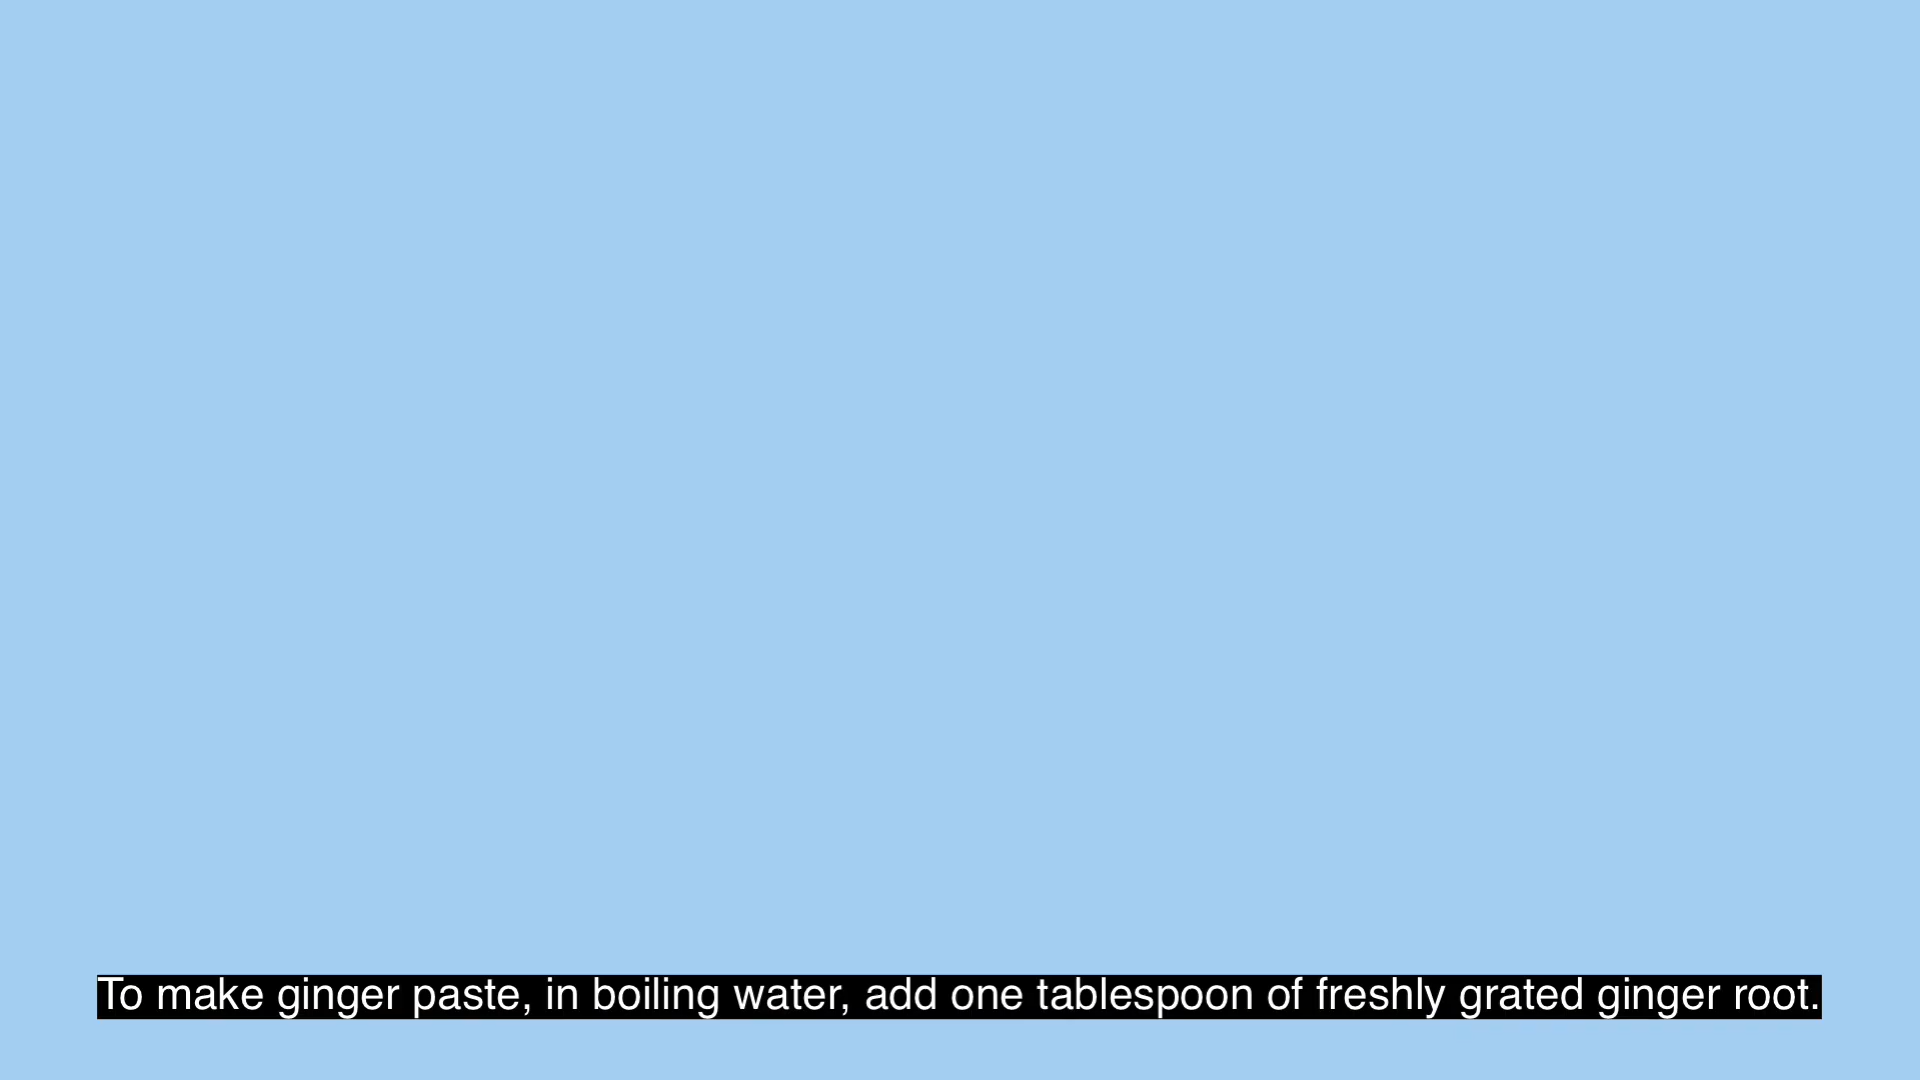 To make ginger paste, in boiling water, add one tablespoon of freshly grated ginger root.